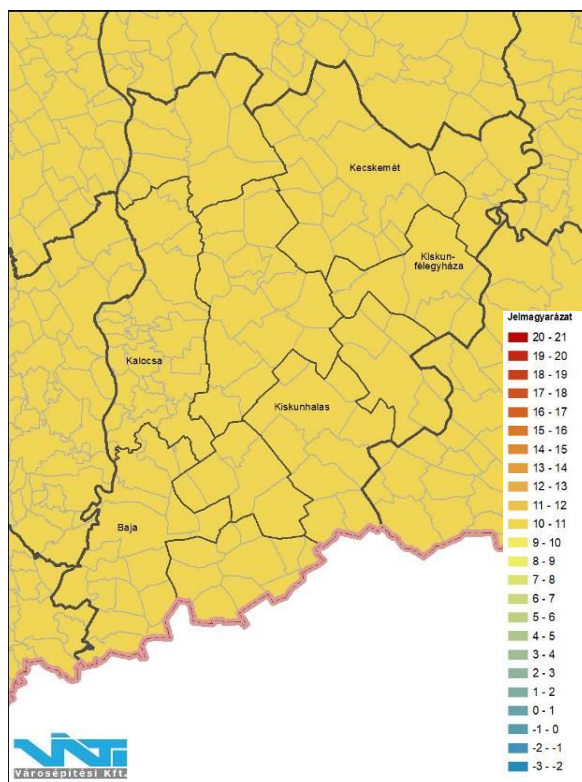 Kecskemét
Kiskun-
félegyháza
Kalocsa
Kiskunhalas
Baja
Jelmagyarázat
20 - 21
19 - 20
18 - 19
17 - 18
16 - 17
15 - 16
14 - 15
13 - 14
12 - 13
11 - 12
10 - 11
9 - 10
8 - 9
7 - 8
6 - 7
5 - 6
4 - 5
3 - 4
2 - 3
1 - 2
0 - 1
-1 - 0
-2 - -1
-3 - -2
VÁTI
Városépítési Kft.